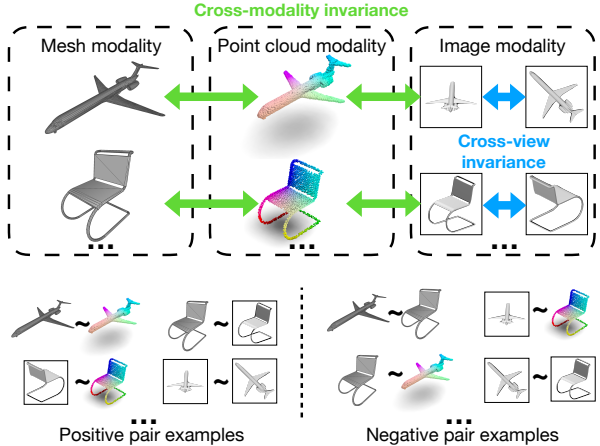 Cross-modality invariance
Mesh modality
Point cloud modality
Image modality
Cross-view
invariance
...
...
...
~
~
~
~
~
~
~
~
...
...
Positive pair examples
Negative pair examples